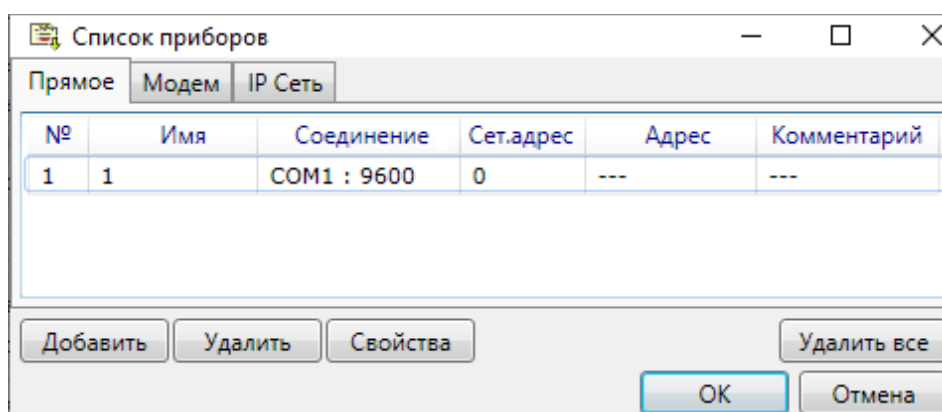 Список приборов
Прямое Модем IP Сеть
№ Имя Соединение Сет.адрес Адрес Комментарий
1 1 COM1 : 9600 0 --- ---
Добавить Удалить Свойства Удалить все
OK Отмена